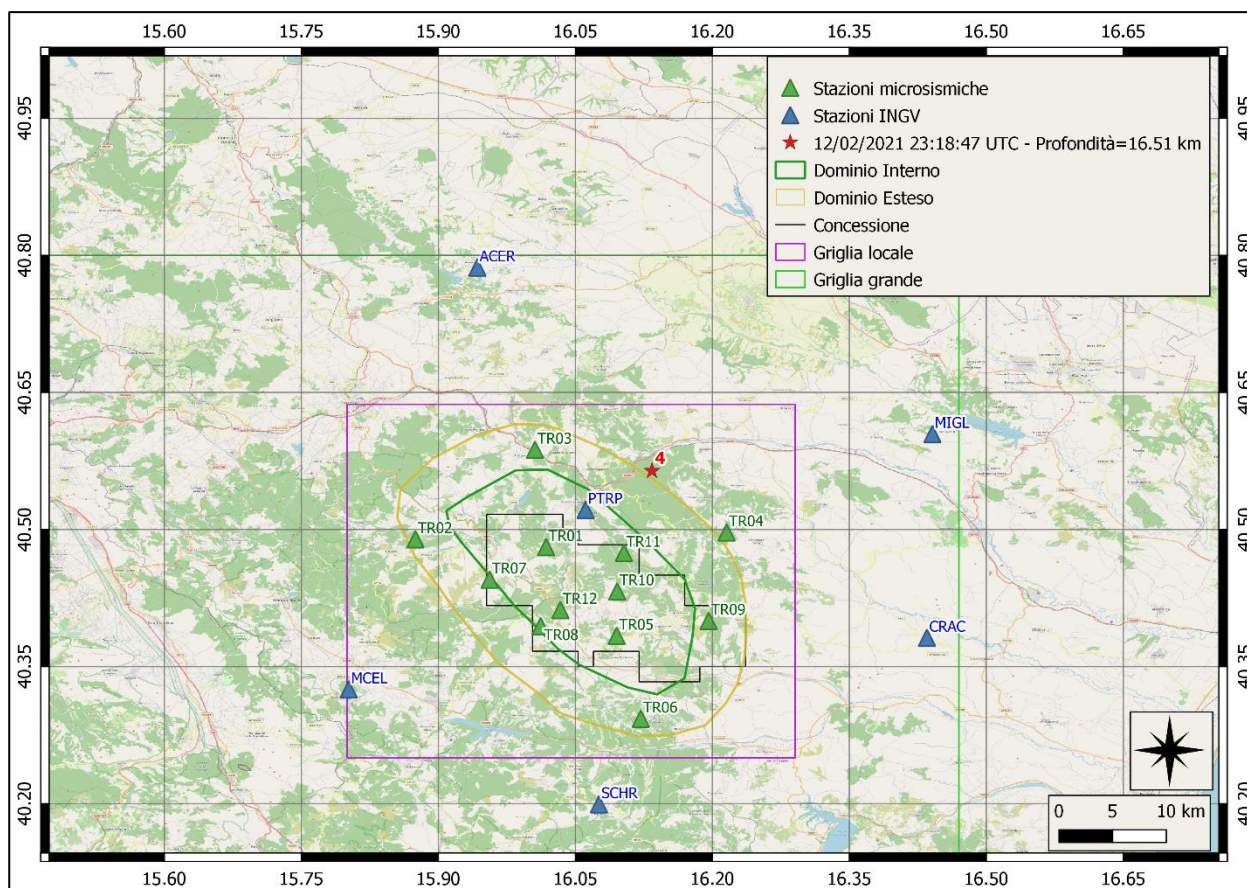 15.60 15.75 15.90 16.05 16.20 16.35 16.50 16.65
40.95 40.95
Stazioni microsismiche
Stazioni INGV
12/02/2021 23:18:47 UTC - Profondità=16.51 km
Dominio Interno
Dominio Esteso
Concessione
Griglia locale
Griglia grande
ACER
40.80 40.80
40.65 40.65
MIGL
TR03
4
PTRP
40.50 40.50
TR02
TR04
TR01
TR11
TR07
TR10
TR12
TR09
TR08
TR05
CRAC
40.35 40.35
MCEL
TR06
SCHR
40.20 40.20
0 5 10 km
15.60 15.75 15.90 16.05 16.20 16.35 16.50 16.65